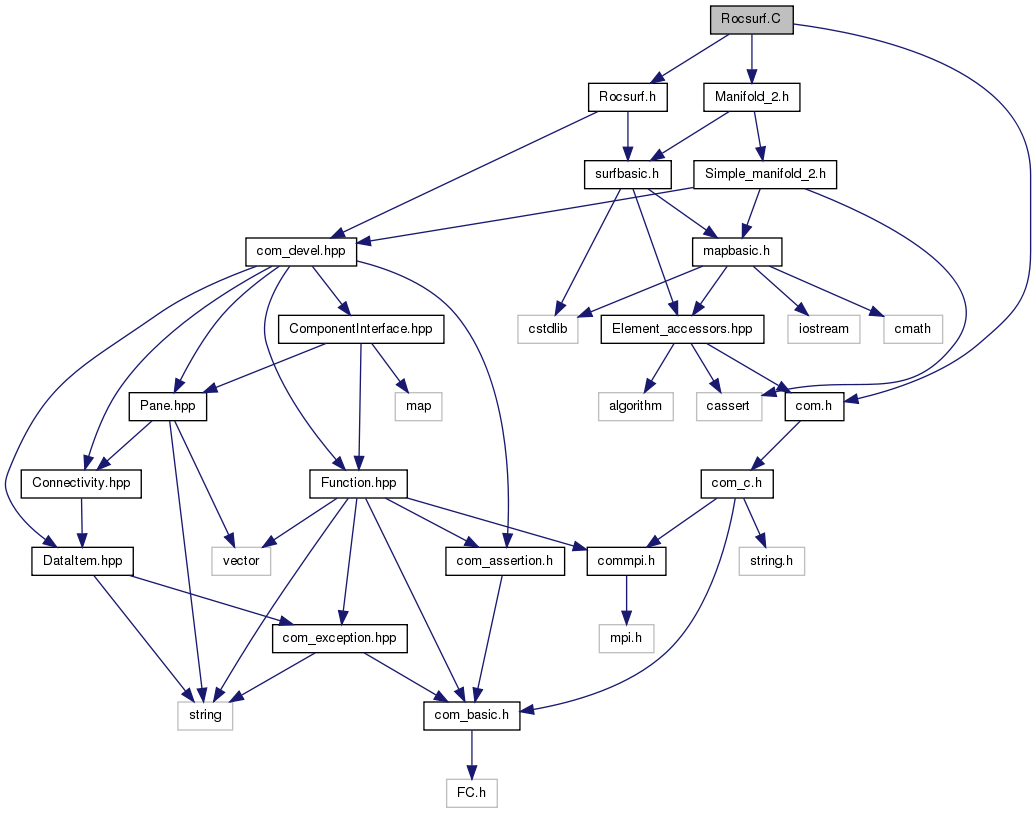 Rocsurf.C
Rocsurf.h
Manifold_2.h
surfbasic.h
Simple_manifold_2.h
com_devel.hpp
mapbasic.h
ComponentInterface.hpp
cstdlib
Element_accessors.hpp
iostream
cmath
Pane.hpp
map
algorithm
cassert
com.h
Connectivity.hpp
Function.hpp
com_c.h
DataItem.hpp
vector
com_assertion.h
commpi.h
string.h
com_exception.hpp
mpi.h
string
com_basic.h
FC.h